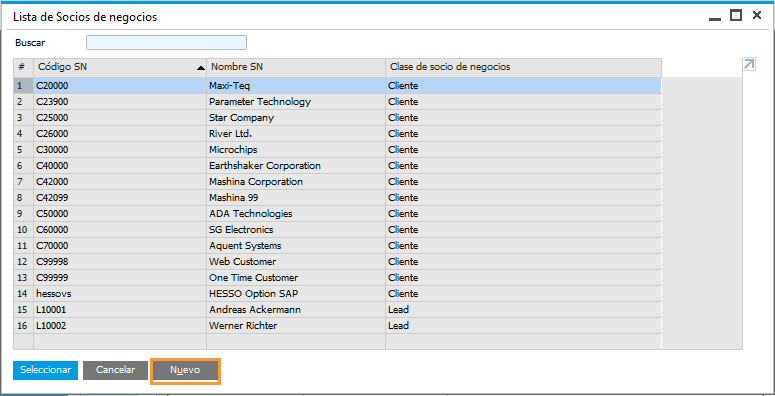 Lista de Socios de negocios
Buscar
# Código SN Nombre SN Clase de socio de negocios
1 C20000 Maxi-Teq Cliente
2 C23900 Parameter Technology Cliente
3 C25000 Star Company Cliente
4 C26000 River Ltd. Cliente
5 C30000 Microchips Cliente
6 C40000 Earthshaker Corporation Cliente
7 C42000 Mashina Corporation Cliente
8 C42099 Mashina 99 Cliente
9 C50000 ADA Technologies Cliente
10 C60000 SG Electronics Cliente
11 C70000 Aquent Systems Cliente
12 C99998 Web Customer Cliente
13 C99999 One Time Customer Cliente
14 hessovs HESSO Option SAP Cliente
15 L10001 Andreas Ackermann Lead
16 L10002 Werner Richter Lead
Seleccionar Cancelar Nuevo